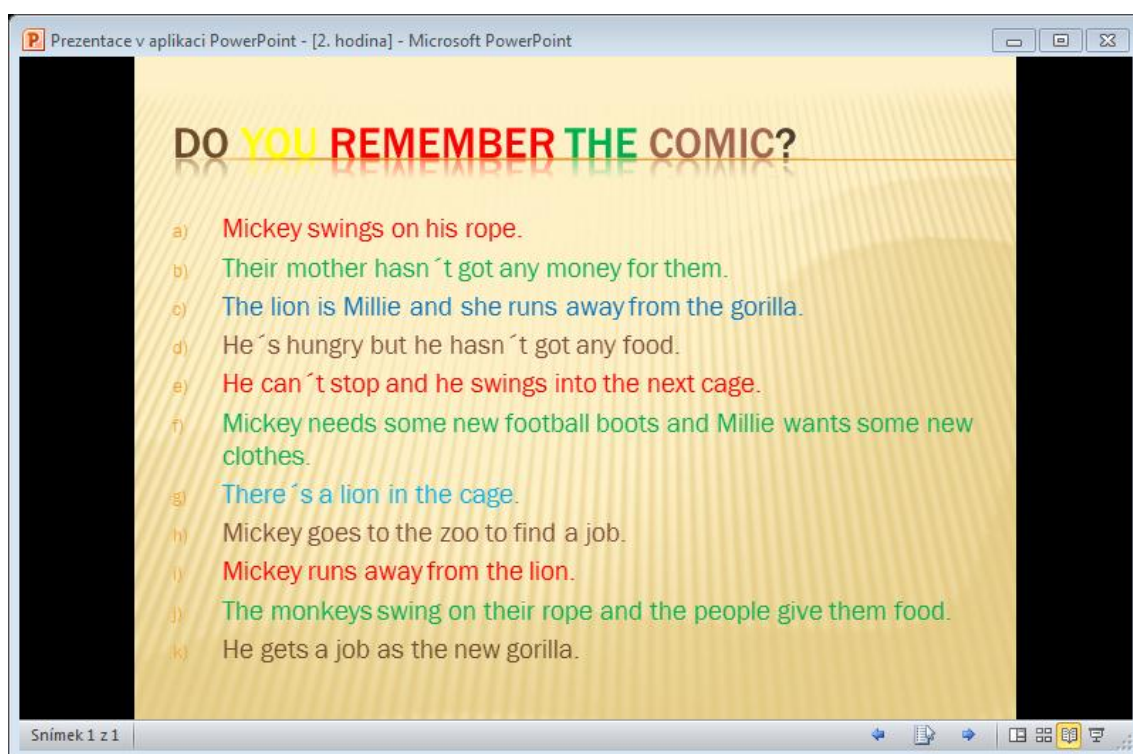 Prezentace v aplikaci PowerPoint - [2. hodina] - Microsoft PowerPoint
DO YOU REMEMBER THE COMIC?
a) Mickey swings on his rope.
b) Their mother hasn´t got any money for them.
c) The lion is Millie and she runs away from the gorilla.
d) He´s hungry but he hasn´t got any food.
e) He can´t stop and he swings into the next cage.
f) Mickey needs some new football boots and Millie wants some new
clothes.
g) There´s a lion in the cage.
h) Mickey goes to the zoo to find a job.
i) Mickey runs away from the lion.
j) The monkeys swing on their rope and the people give them food.
k) He gets a job as the new gorilla.
Snímek 1 z 1